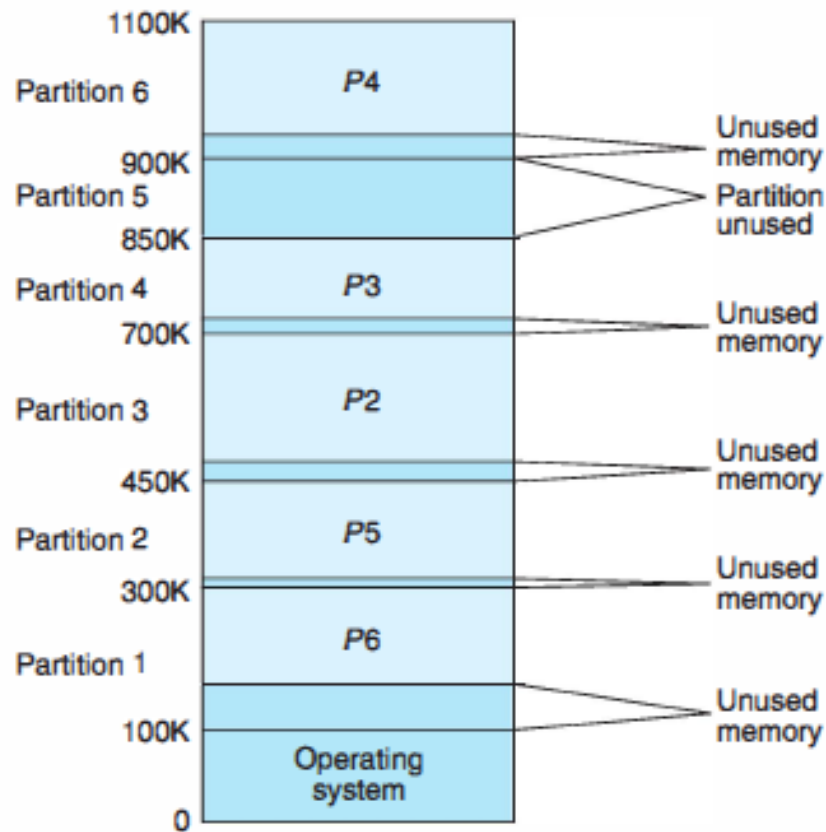 1100K
Partition 6
P4
Unused
memory
900K
Partition 5
Partition
unused
850K
Partition 4
P3
Unused
memory
700K
Partition 3
P2
Unused
memory
450K
Partition 2
P5
Unused
memory
300K
Partition 1
P6
Unused
memory
100K
Operating
system
0